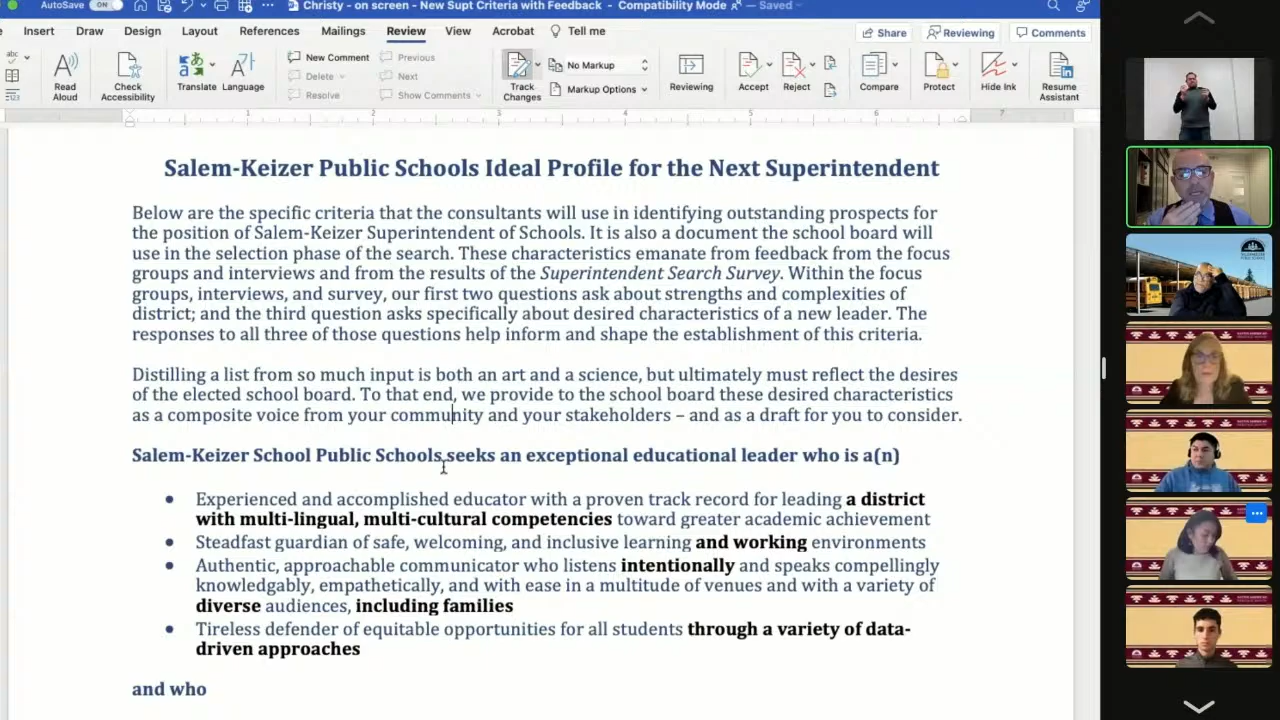 AutoSave ON Christy - on screen - New Supt Criteria with Feedback - Compatibility Mode — Saved
Insert Draw Design Layout References Mailings Review View Acrobat Tell me Share Reviewing Comments
Read Aloud Check Accessibility Translate Language New Comment Delete Resolve Previous Next Show Comments Track Changes No Markup Markup Options Reviewing Accept Reject Compare Protect Hide Ink Resume Assistant
1 2 3 4 5 6 7
Salem-Keizer Public Schools Ideal Profile for the Next Superintendent
Below are the specific criteria that the consultants will use in identifying outstanding prospects for
the position of Salem-Keizer Superintendent of Schools. It is also a document the school board will
use in the selection phase of the search. These characteristics emanate from feedback from the focus
groups and interviews and from the results of the Superintendent Search Survey. Within the focus
groups, interviews, and survey, our first two questions ask about strengths and complexities of
district; and the third question asks specifically about desired characteristics of a new leader. The
responses to all three of those questions help inform and shape the establishment of this criteria.
Distilling a list from so much input is both an art and a science, but ultimately must reflect the desires
of the elected school board. To that end, we provide to the school board these desired characteristics
as a composite voice from your community and your stakeholders – and as a draft for you to consider.
Salem-Keizer School Public Schools seeks an exceptional educational leader who is a(n)
• Experienced and accomplished educator with a proven track record for leading a district
with multi-lingual, multi-cultural competencies toward greater academic achievement
• Steadfast guardian of safe, welcoming, and inclusive learning and working environments
• Authentic, approachable communicator who listens intentionally and speaks compellingly
knowledgably, empathetically, and with ease in a multitude of venues and with a variety of
diverse audiences, including families
• Tireless defender of equitable opportunities for all students through a variety of data-
driven approaches
and who